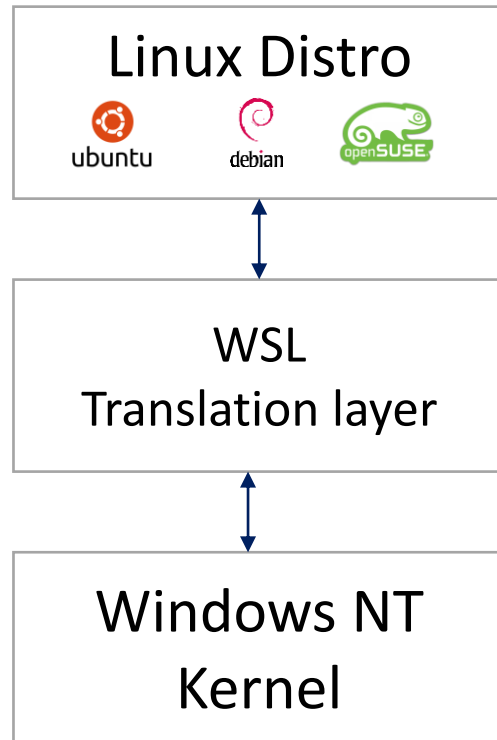 Linux Distro
ubuntu debian openSUSE
WSL
Translation layer
Windows NT
Kernel